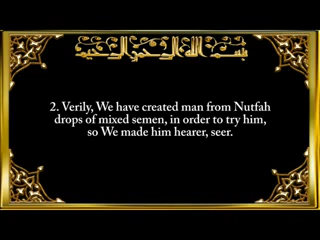 بسم الله الرحمن الرحيم
2. Verily, We have created man from Nutfah
drops of mixed semen, in order to try him,
so We made him hearer, seer.